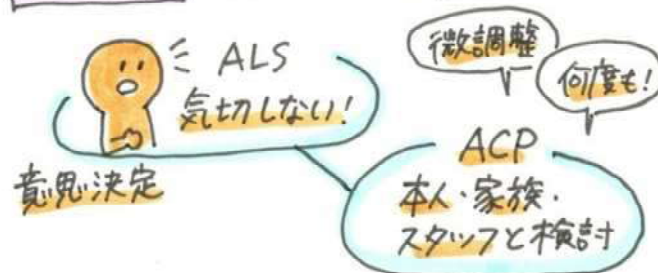 ALS
気切しない!
意思決定
微調整
何度も!
ACP
本人・家族・
スタッフと検討